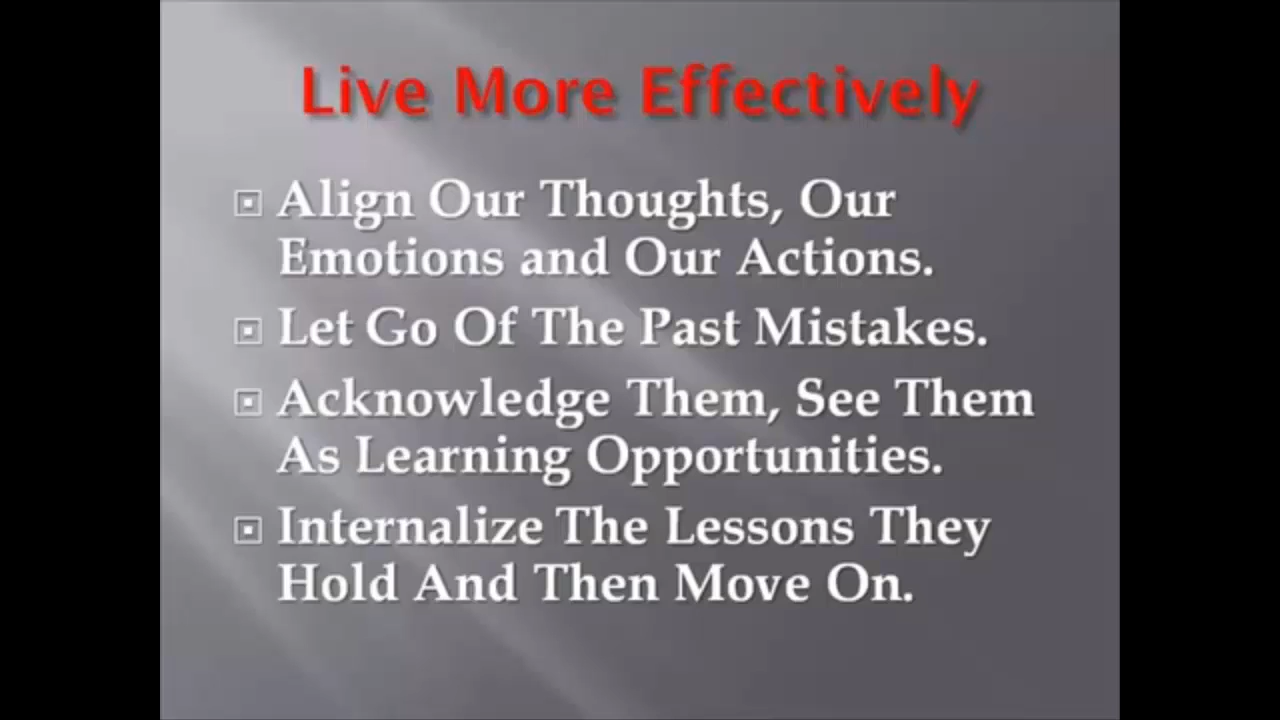 Live More Effectively
Align Our Thoughts, Our
Emotions and Our Actions.
Let Go Of The Past Mistakes.
Acknowledge Them, See Them
As Learning Opportunities.
Internalize The Lessons They
Hold And Then Move On.